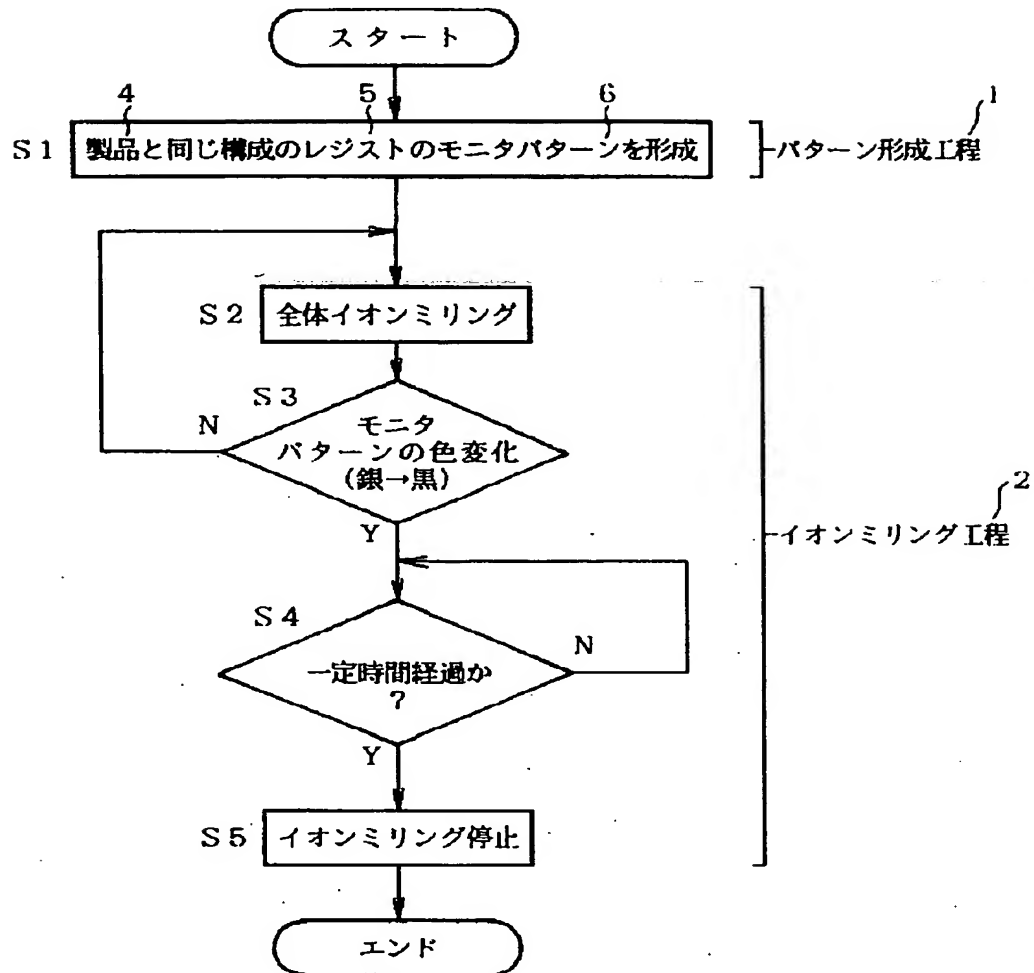 スタート
4 5 6 1
S1 製品と同じ構成のレジストのモニタパターンを形成 パターン形成工程
S2 全体イオンミリング
S3
N
モニタ
パターンの色変化
(銀→黒)
2
イオンミリング工程
Y
S4
N
一定時間経過か
?
Y
S5 イオンミリング停止
エンド